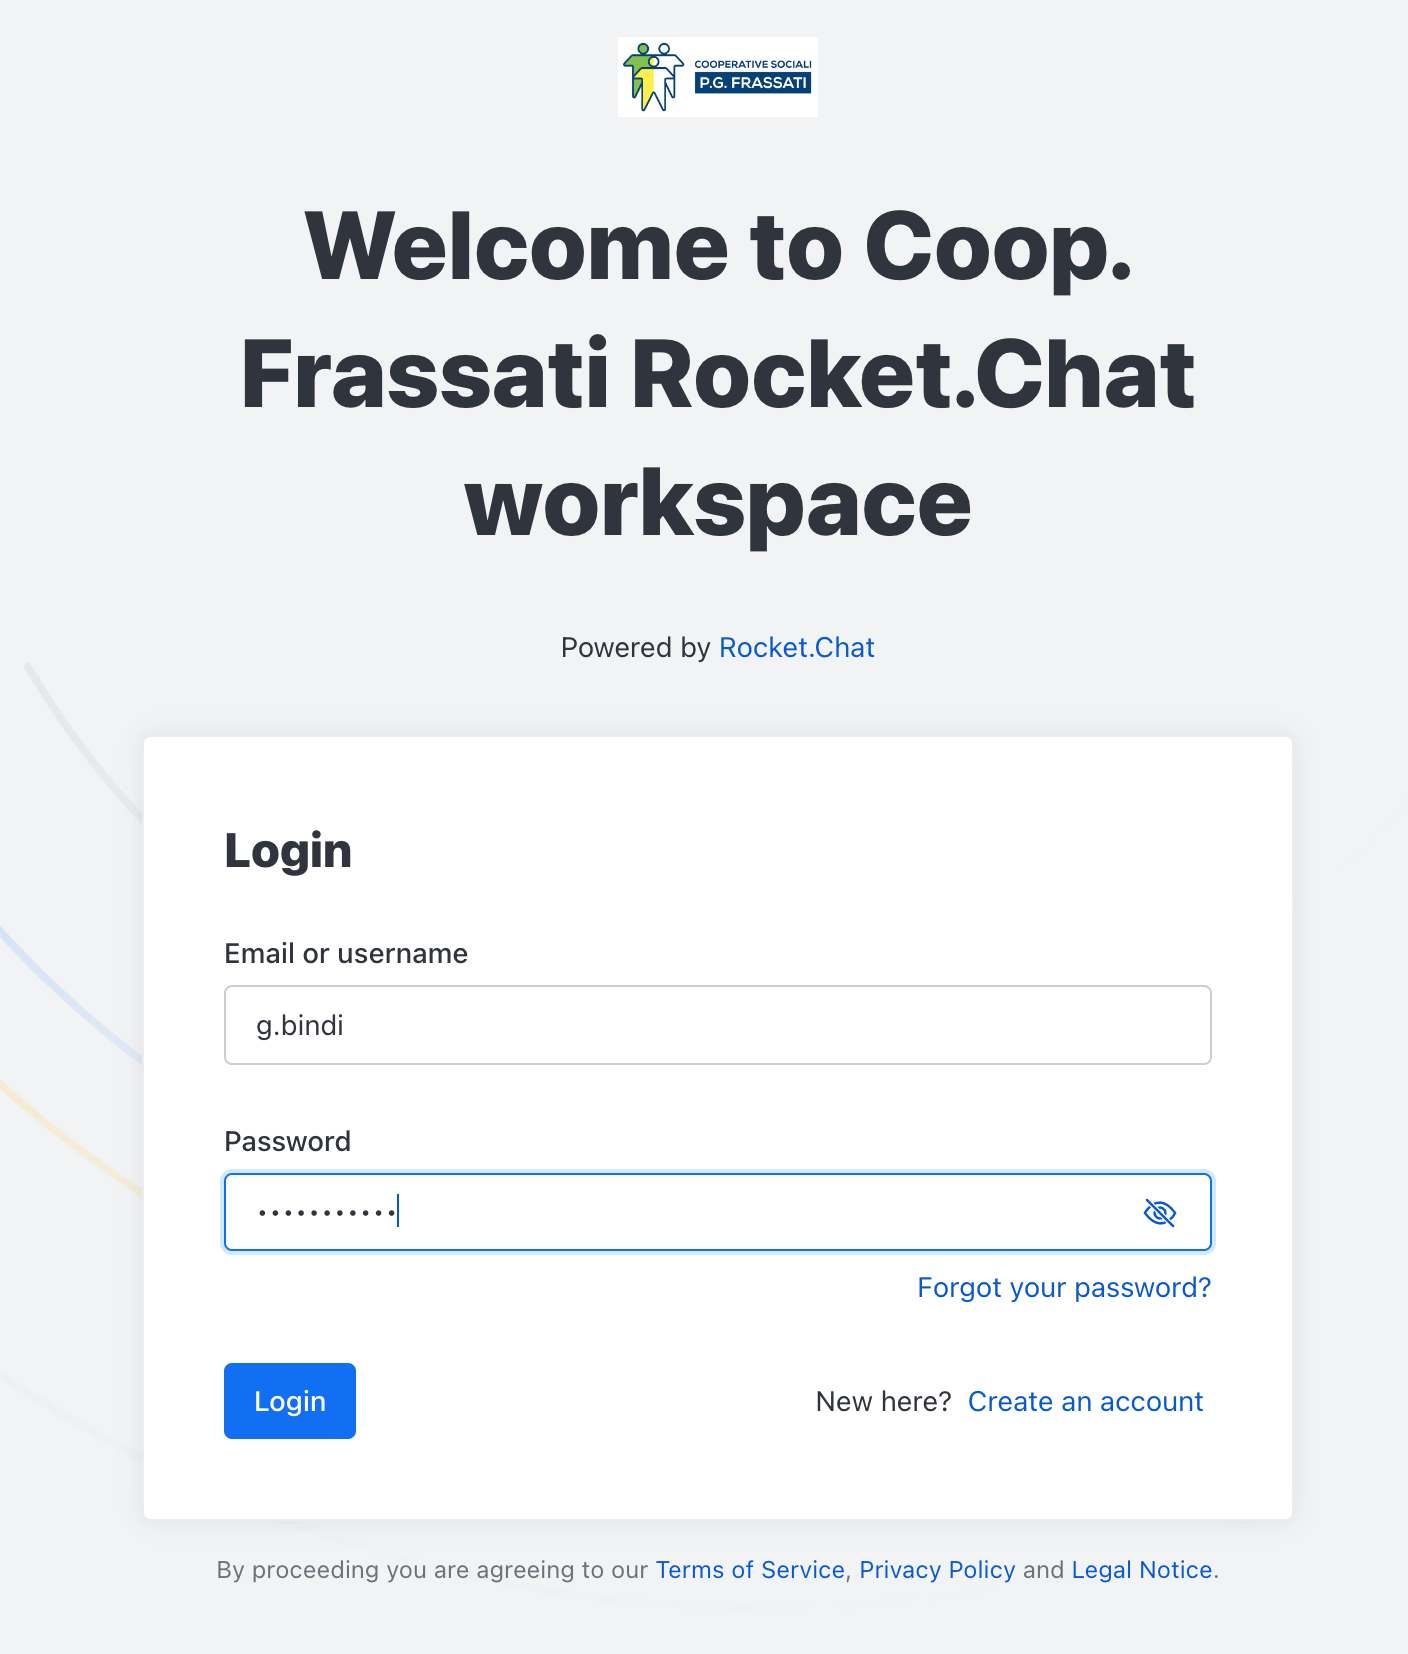 COOPERATIVE SOCIALI
P.G. FRASSATI
Welcome to Coop.
Frassati Rocket.Chat
workspace
Powered by Rocket.Chat
Login
Email or username
g.bindi
Password
•••••••••••
Forgot your password?
Login
New here? Create an account
By proceeding you are agreeing to our Terms of Service, Privacy Policy and Legal Notice.